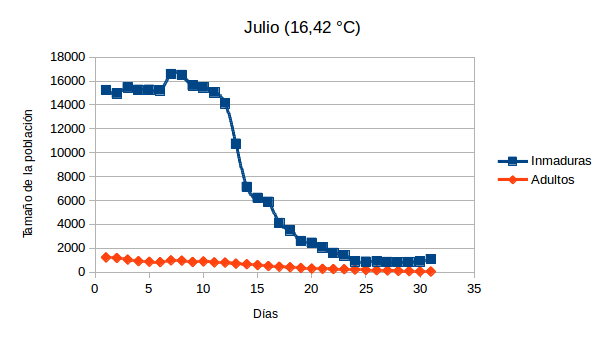 Julio (16,42 °C)
18000
16000
14000
12000
10000
8000
6000
4000
2000
0
Tamaño de la población
0 5 10 15 20 25 30 35
Días
Inmaduras
Adultos